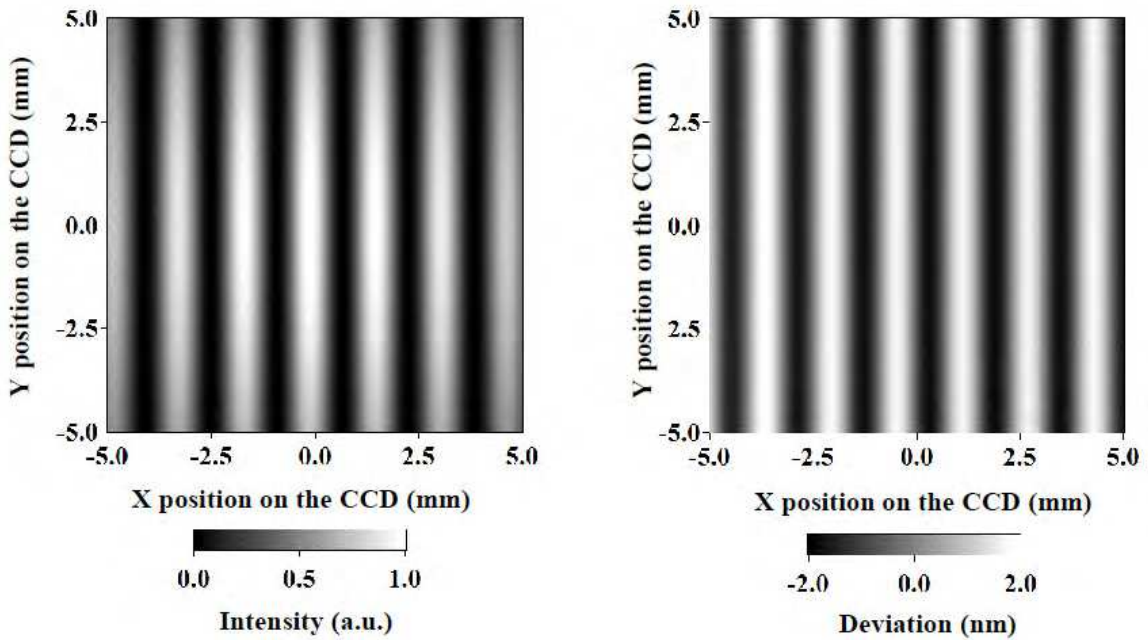 5.0
2.5
0.0
-2.5
-5.0
Y position on the CCD (mm)
-5.0 -2.5 0.0 2.5 5.0
X position on the CCD (mm)
0.0 0.5 1.0
Intensity (a.u.)
5.0
2.5
0.0
2.5
-5.0
Y position on the CCD (mm)
-5.0 -2.5 0.0 2.5 5.0
X position on the CCD (mm)
-2.0 0.0 2.0
Deviation (nm)